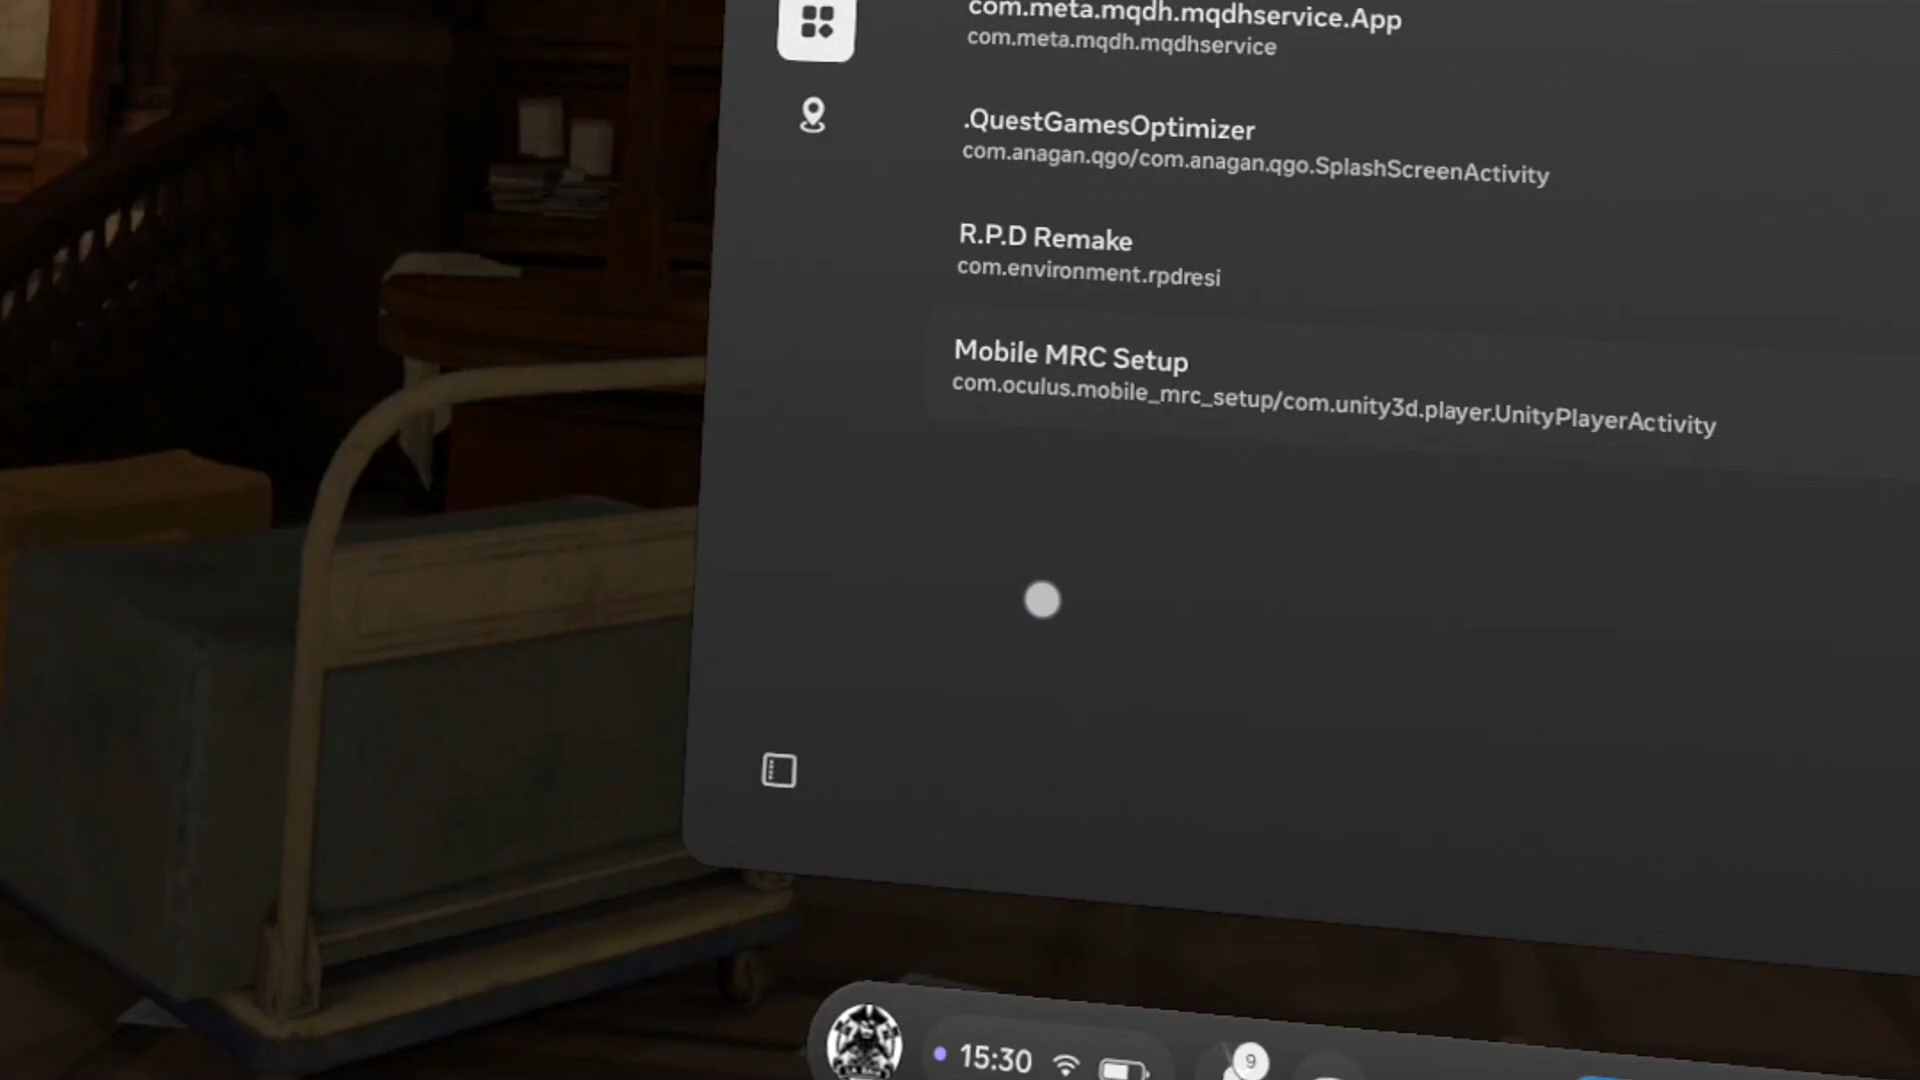 com.meta.mqdh.mqdhservice.App
com.meta.mqdh.mqdhservice
.QuestGamesOptimizer
com.anagan.qgo/com.anagan.qgo.SplashScreenActivity
R.P.D Remake
com.environment.rpdresi
Mobile MRC Setup
com.oculus.mobile_mrc_setup/com.unity3d.player.UnityPlayerActivity
15:30
9